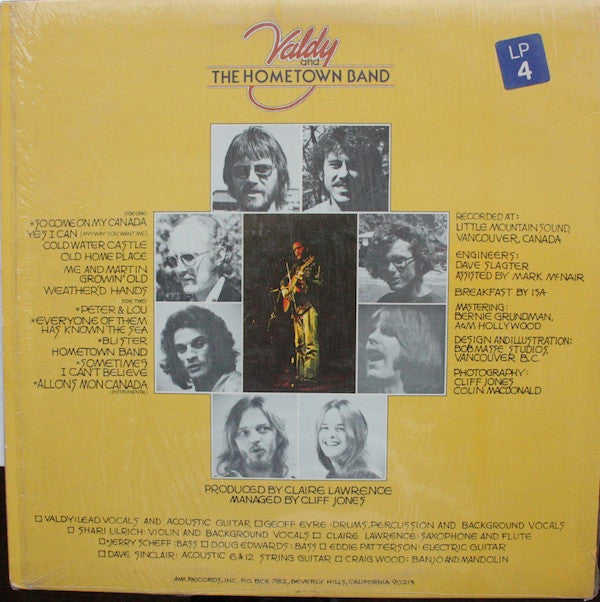 Valdy
and
THE HOMETOWN BAND
LP
4
SIDE ONE
*SO COME ON MY CANADA
YES I CAN (ANYWAY YOU WANT ME)
COLD WATER CASTLE
OLD HOME PLACE
ME AND MARTIN
GROWIN' OLD
WEATHER'D HANDS
SIDE TWO
*PETER & LOU
*EVERYONE OF THEM
HAS KNOWN THE SEA
*BLISTER
HOMETOWN BAND
*SOMETIMES
I CAN'T BELIEVE
*ALLONS MON CANADA
(INSTRUMENTAL)
RECORDED AT:
LITTLE MOUNTAIN SOUND,
VANCOUVER, CANADA
ENGINEERS:
DAVE SLAGTER
ASSISTED BY MARK McNAIR
BREAKFAST BY ISA
MASTERING:
BERNIE GRUNDMAN,
A&M HOLLYWOOD
DESIGN AND ILLUSTRATION:
BOB MASSE STUDIOS,
VANCOUVER B.C.
PHOTOGRAPHY:
CLIFF JONES
COLIN MACDONALD
PRODUCED BY CLAIRE LAWRENCE
MANAGED BY CLIFF JONES
VALDY: LEAD VOCALS AND ACOUSTIC GUITAR GEOFF EYRE: DRUMS, PERCUSSION AND BACKGROUND VOCALS
SHARI ULRICH: VIOLIN AND BACKGROUND VOCALS CLAIRE LAWRENCE: SAXOPHONE AND FLUTE
*JERRY SCHEFF: BASS DOUG EDWARDS: BASS EDDIE PATTERSON: ELECTRIC GUITAR
DAVE SINCLAIR: ACOUSTIC 6 & 12 STRING GUITAR CRAIG WOOD: BANJO AND MANDOLIN
A&M RECORDS, INC. P.O. BOX 782, BEVERLY HILLS, CALIFORNIA 90213